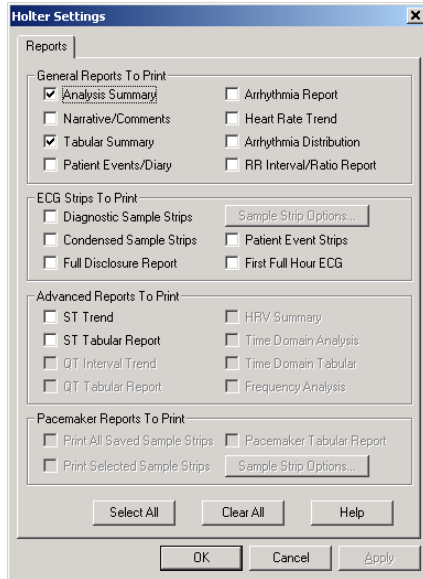 Holter Settings
Reports
General Reports To Print
Analysis Summary Arrhythmia Report
Narrative/Comments Heart Rate Trend
Tabular Summary Arrhythmia Distribution
Patient Events/Diary RR Interval/Ratio Report
ECG Strips To Print
Diagnostic Sample Strips Sample Strip Options...
Condensed Sample Strips Patient Event Strips
Full Disclosure Report First Full Hour ECG
Advanced Reports To Print
ST Trend HRV Summary
ST Tabular Report Time Domain Analysis
QT Interval Trend Time Domain Tabular
QT Tabular Report Frequency Analysis
Pacemaker Reports To Print
Print All Saved Sample Strips Pacemaker Tabular Report
Print Selected Sample Strips Sample Strip Options...
Select All Clear All Help
OK Cancel Apply